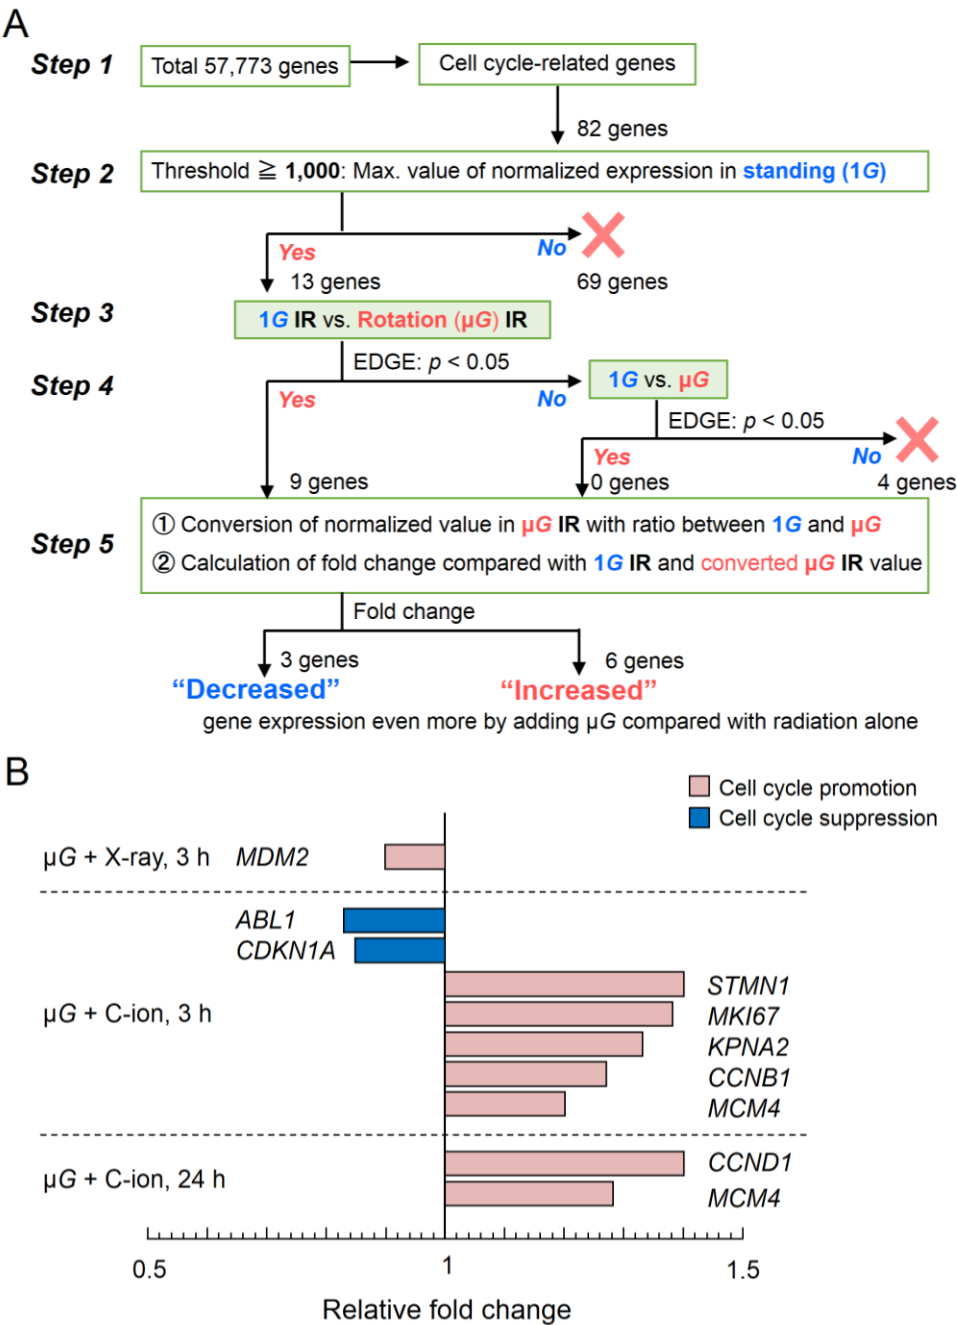 A
Step 1
Total 57,773 genes
Cell cycle-related genes
82 genes
Step 2
Threshold ≧ 1,000: Max. value of normalized expression in standing (1G)
Yes
No
13 genes
69 genes
Step 3
1G IR vs. Rotation (µG) IR
EDGE: p < 0.05
Step 4
1G vs. µG
Yes
No
EDGE: p < 0.05
Yes
No
9 genes
0 genes
4 genes
Step 5
① Conversion of normalized value in µG IR with ratio between 1G and µG
② Calculation of fold change compared with 1G IR and converted µG IR value
Fold change
3 genes
6 genes
“Decreased”
“Increased”
gene expression even more by adding µG compared with radiation alone
B
Cell cycle promotion
Cell cycle suppression
µG + X-ray, 3 h
MDM2
ABL1
CDKN1A
µG + C-ion, 3 h
STMN1
MKI67
KPNA2
CCNB1
MCM4
µG + C-ion, 24 h
CCND1
MCM4
0.5
1
1.5
Relative fold change